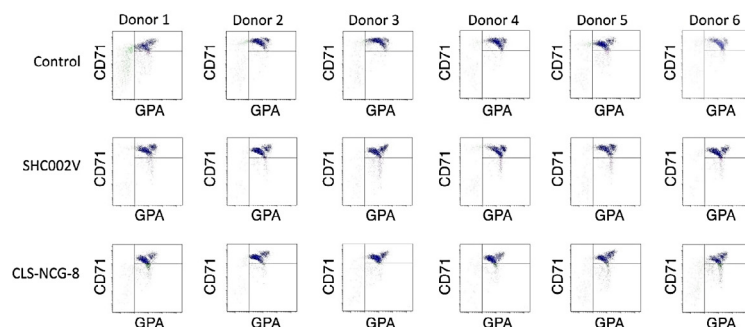 Donor 1 Donor 2 Donor 3 Donor 4 Donor 5 Donor 6
Control CD71 CD71 CD71 CD71 CD71 CD71
GPA GPA GPA GPA GPA GPA
SHC002V CD71 CD71 CD71 CD71 CD71 CD71
GPA GPA GPA GPA GPA GPA
CLS-NCG-8 CD71 CD71 CD71 CD71 CD71 CD71
GPA GPA GPA GPA GPA GPA